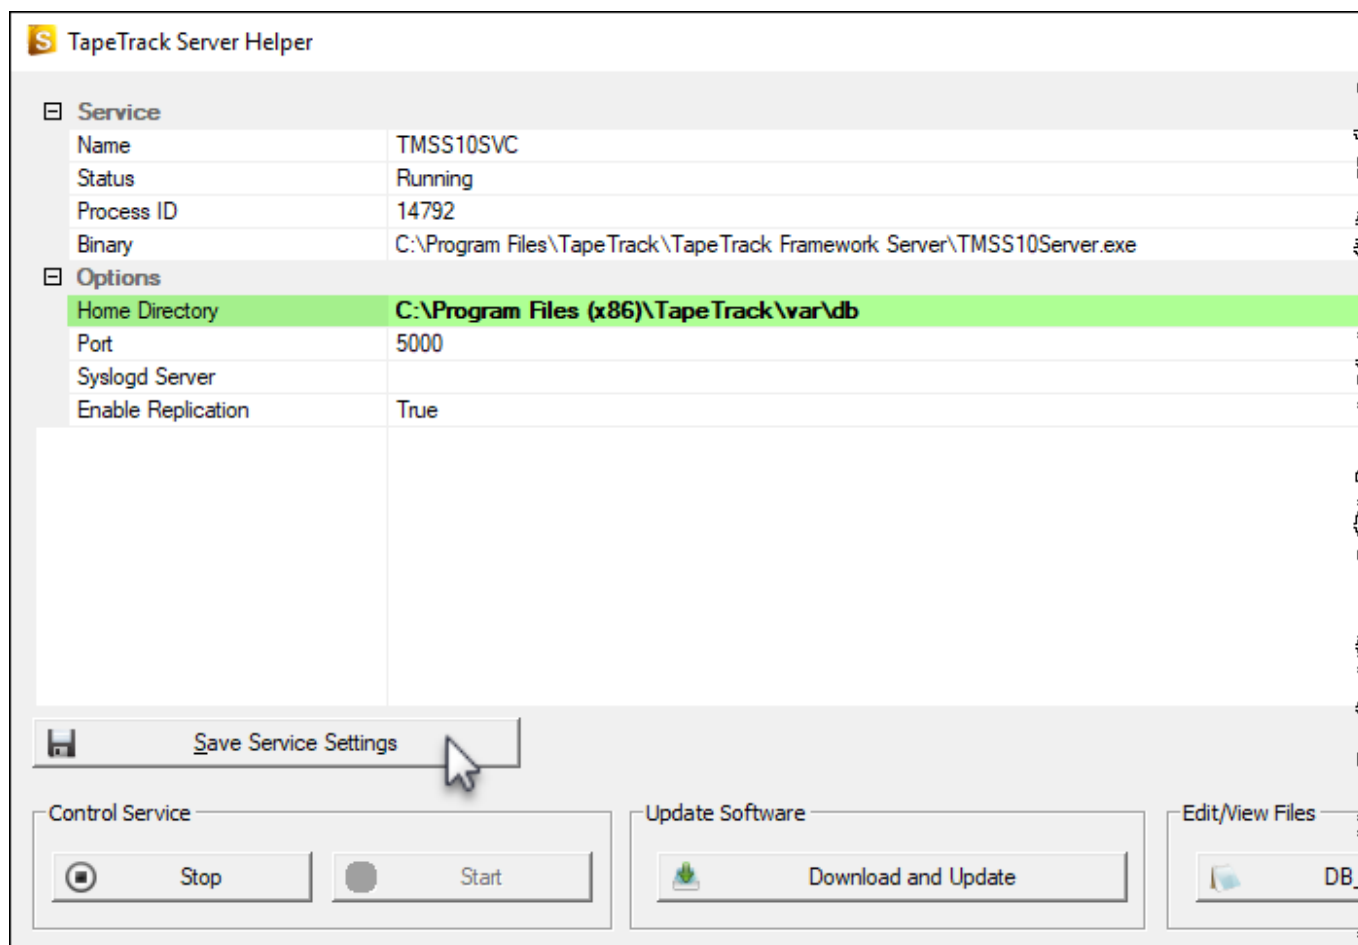 S TapeTrack Server Helper
Service
Name TMSS10SVC
Status Running
Process ID 14792
Binary C:\Program Files\TapeTrack\TapeTrack Framework Server\TMSS10Server.exe
Options
Home Directory C:\Program Files (x86)\TapeTrack\var\db
Port 5000
Syslogd Server
Enable Replication True
Save Service Settings
Control Service Update Software Edit/View Files
Stop Start Download and Update DB_